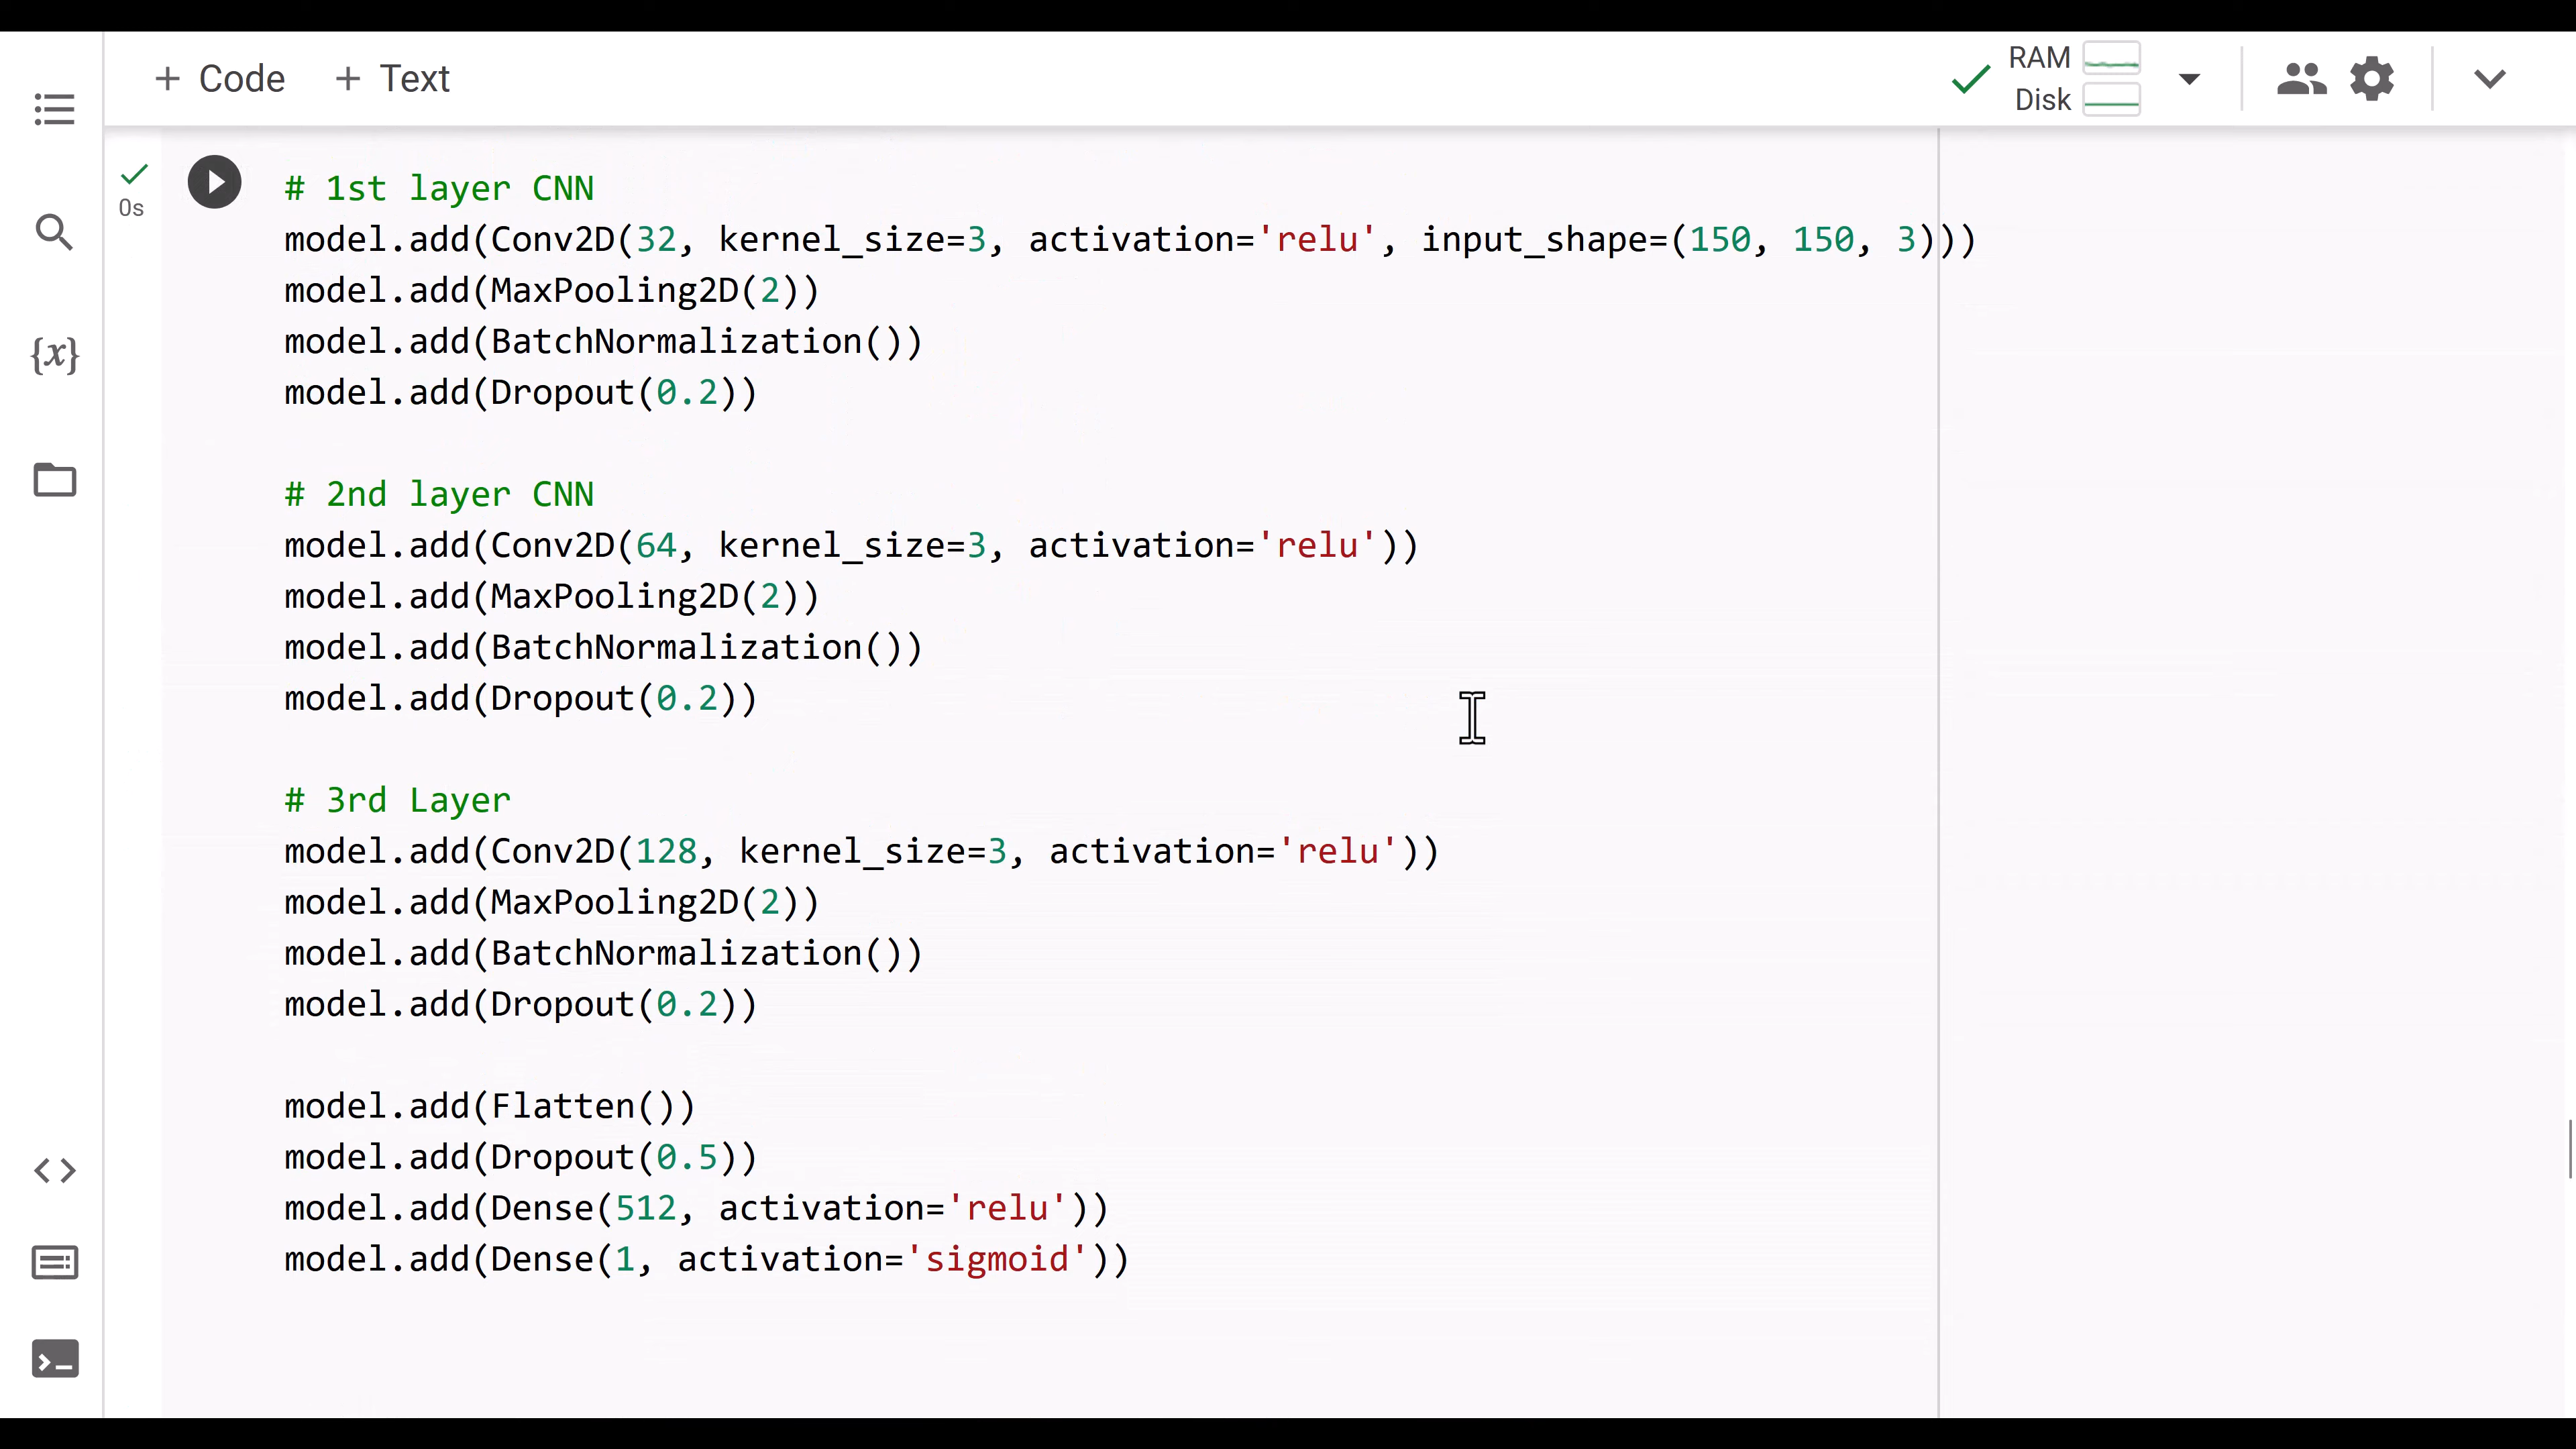 + Code + Text
RAM
Disk
0s
{x}
# 1st layer CNN
model.add(Conv2D(32, kernel_size=3, activation='relu', input_shape=(150, 150, 3)))
model.add(MaxPooling2D(2))
model.add(BatchNormalization())
model.add(Dropout(0.2))
# 2nd layer CNN
model.add(Conv2D(64, kernel_size=3, activation='relu'))
model.add(MaxPooling2D(2))
model.add(BatchNormalization())
model.add(Dropout(0.2))
# 3rd Layer
model.add(Conv2D(128, kernel_size=3, activation='relu'))
model.add(MaxPooling2D(2))
model.add(BatchNormalization())
model.add(Dropout(0.2))
model.add(Flatten())
model.add(Dropout(0.5))
model.add(Dense(512, activation='relu'))
model.add(Dense(1, activation='sigmoid'))